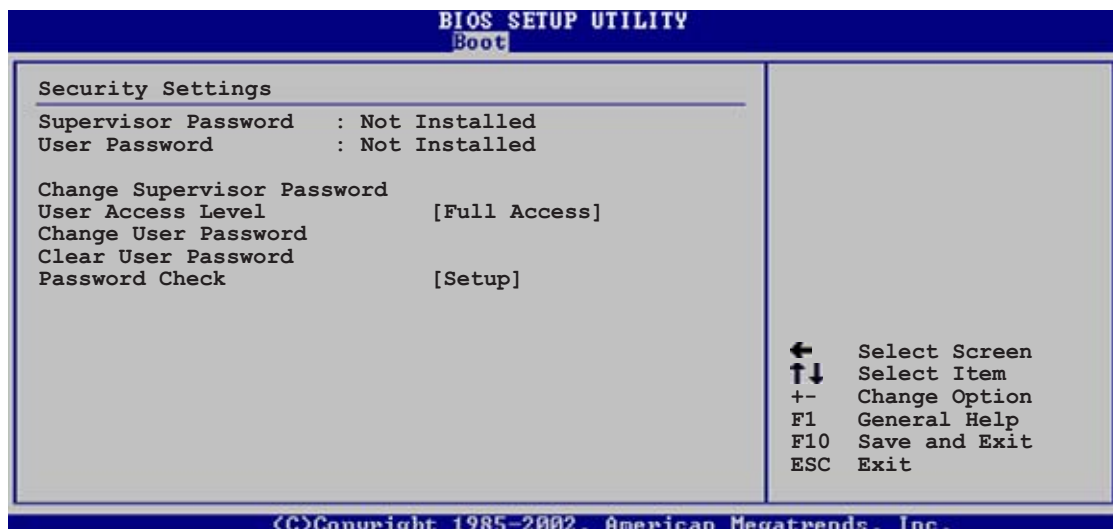 BIOS SETUP UTILITY
Boot
Security Settings
Supervisor Password : Not Installed
User Password : Not Installed
Change Supervisor Password
User Access Level [Full Access]
Change User Password
Clear User Password
Password Check [Setup]
← Select Screen
↑↓ Select Item
+- Change Option
F1 General Help
F10 Save and Exit
ESC Exit
(C)Copyright 1985-2002, American Megatrends, Inc.